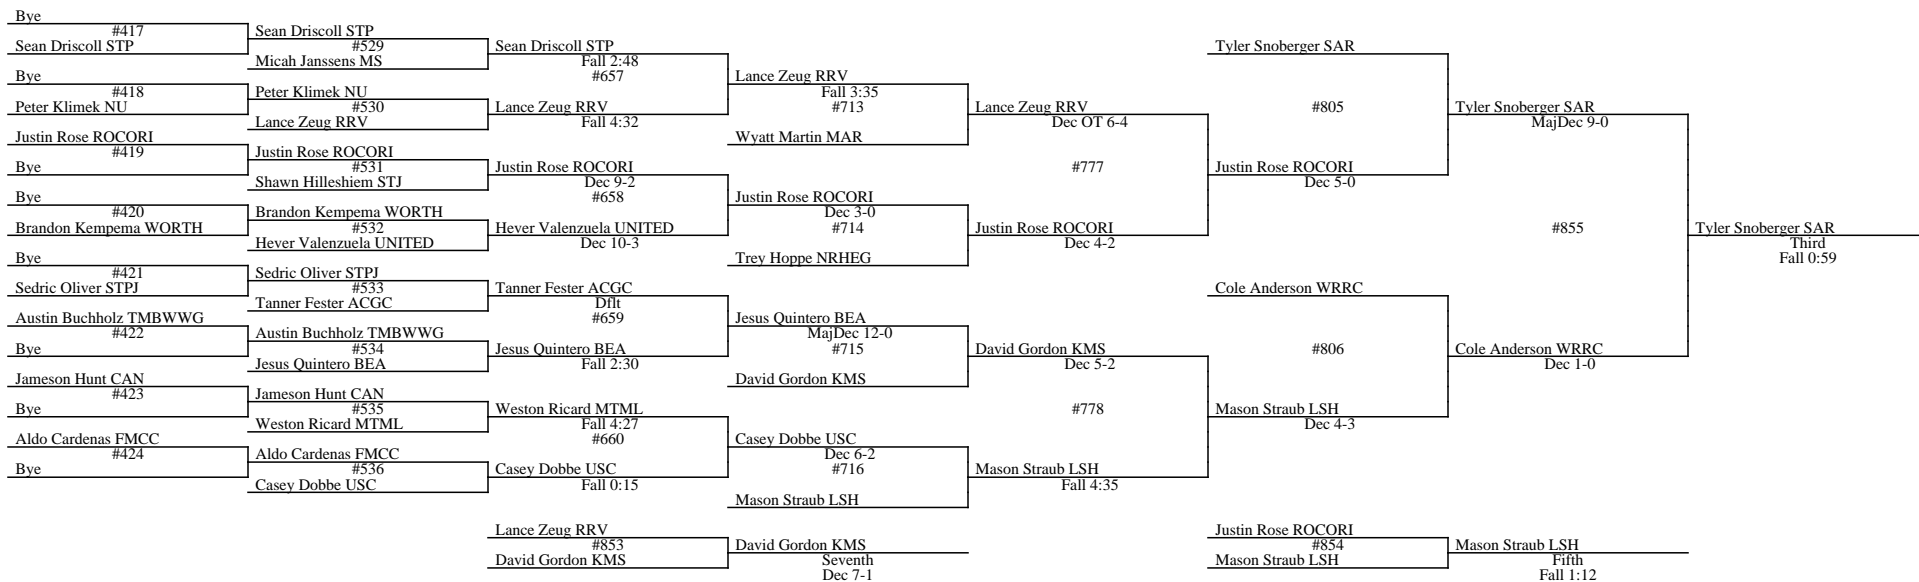 Bye
#417
Sean Driscoll STP
Bye
#418
Peter Klimek NU
Justin Rose ROCORI
#419
Bye
Bye
#420
Brandon Kempema WORTH
Bye
#421
Sedric Oliver STPJ
Austin Buchholz TMBWWG
#422
Bye
Jameson Hunt CAN
#423
Bye
Aldo Cardenas FMCC
#424
Bye
Sean Driscoll STP
#529
Micah Janssens MS
Peter Klimek NU
#530
Lance Zeug RRV
Justin Rose ROCORI
#531
Shawn Hilleshiem STJ
Brandon Kempema WORTH
#532
Hever Valenzuela UNITED
Sedric Oliver STPJ
#533
Tanner Fester ACGC
Austin Buchholz TMBWWG
#534
Jesus Quintero BEA
Jameson Hunt CAN
#535
Weston Ricard MTML
Aldo Cardenas FMCC
#536
Casey Dobbe USC
Sean Driscoll STP
Fall 2:48
#657
Lance Zeug RRV
Fall 4:32
Justin Rose ROCORI
Dec 9-2
#658
Hever Valenzuela UNITED
Dec 10-3
Tanner Fester ACGC
Dflt
#659
Jesus Quintero BEA
Fall 2:30
Weston Ricard MTML
Fall 4:27
#660
Casey Dobbe USC
Fall 0:15
Lance Zeug RRV
Fall 3:35
#713
Wyatt Martin MAR
Justin Rose ROCORI
Dec 3-0
#714
Trey Hoppe NRHEG
Jesus Quintero BEA
MajDec 12-0
#715
David Gordon KMS
Casey Dobbe USC
Dec 6-2
#716
Mason Straub LSH
Lance Zeug RRV
Dec OT 6-4
#777
Justin Rose ROCORI
Dec 4-2
David Gordon KMS
Dec 5-2
#778
Mason Straub LSH
Fall 4:35
Tyler Snoberger SAR
#805
Justin Rose ROCORI
Dec 5-0
Cole Anderson WRRC
#806
Mason Straub LSH
Dec 4-3
Tyler Snoberger SAR
MajDec 9-0
#855
Cole Anderson WRRC
Dec 1-0
Tyler Snoberger SAR
Third
Fall 0:59
Lance Zeug RRV
#853
David Gordon KMS
David Gordon KMS
Seventh
Dec 7-1
Justin Rose ROCORI
#854
Mason Straub LSH
Mason Straub LSH
Fifth
Fall 1:12